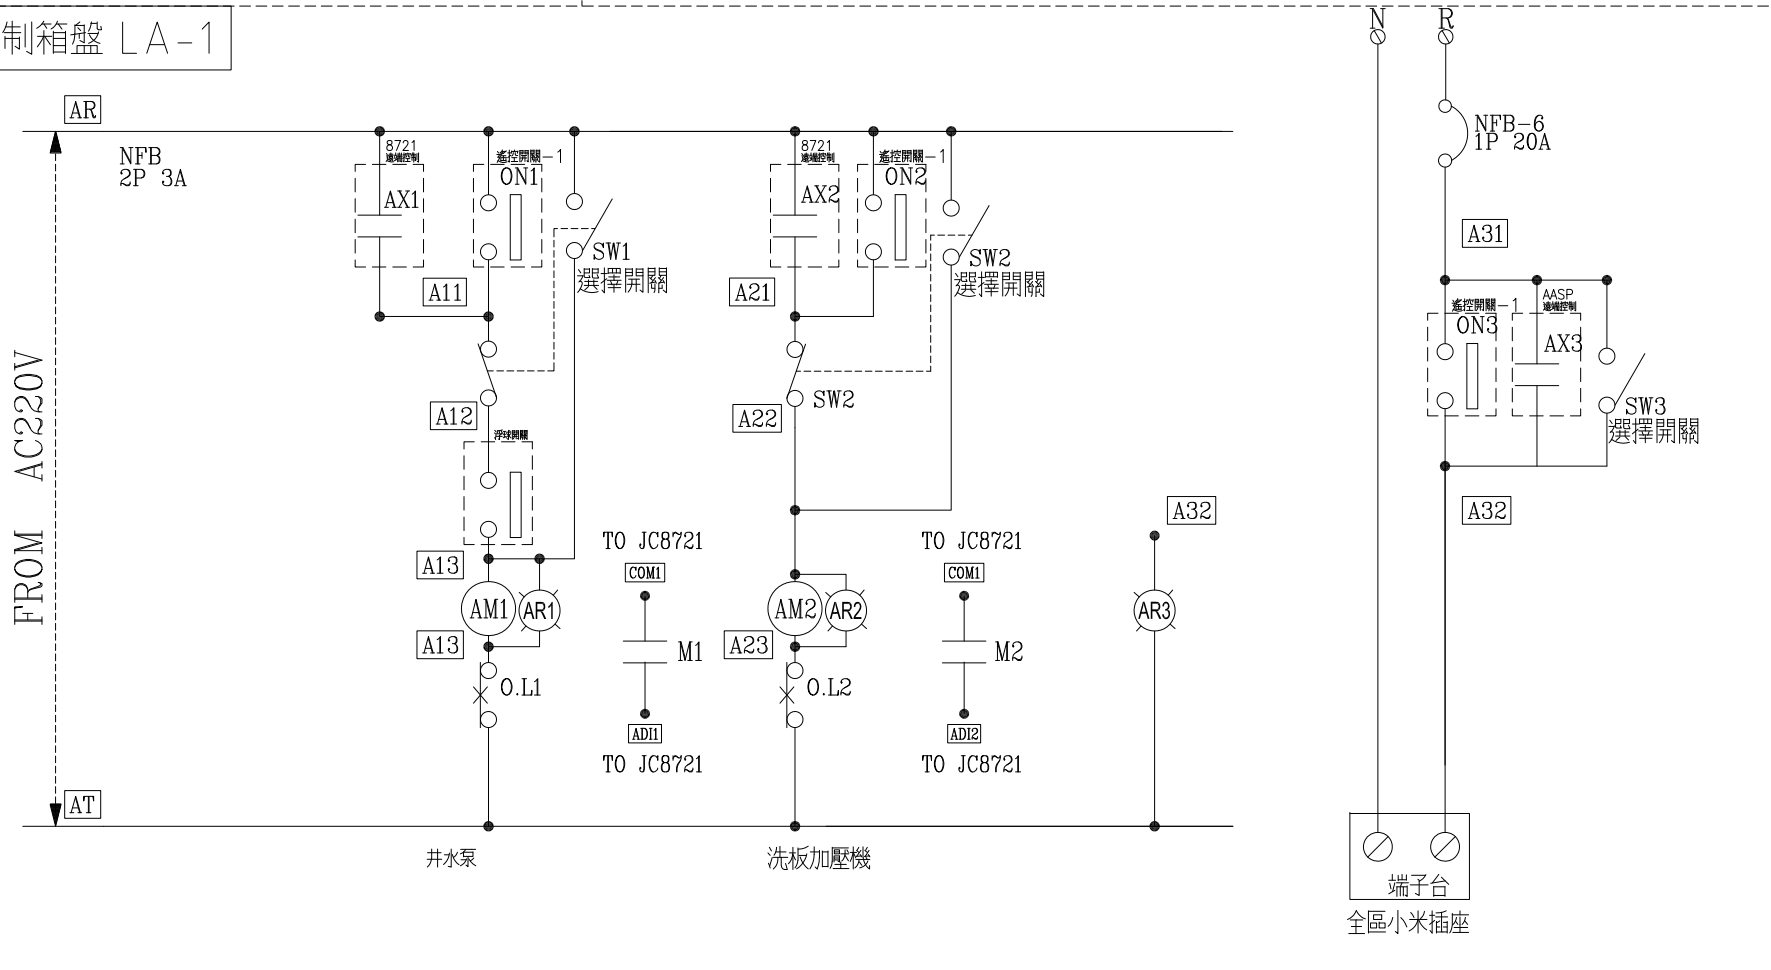 制箱盤 LA-1
N
R
AR
NFB
2P 3A
8721
遠端控制
AX1
遙控開關-1
ON1
SW1
選擇開關
A11
8721
遠端控制
AX2
遙控開關-1
ON2
SW2
選擇開關
A21
NFB-6
1P 20A
A31
遙控開關-1
ON3
AASP
遠端控制
AX3
SW3
選擇開關
FROM AC220V
A12
浮球開關
A22
SW2
A32
A32
A13
AM1
AR1
A13
O.L1
TO JC8721
COM1
M1
ADI1
TO JC8721
AM2
AR2
A23
O.L2
TO JC8721
COM1
M2
ADI2
TO JC8721
AR3
AT
井水泵
洗板加壓機
端子台
全區小米插座